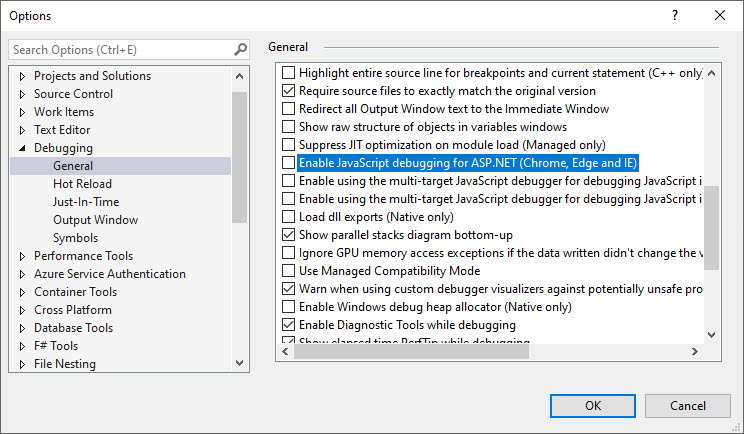 Options
Search Options (Ctrl+E)
Projects and Solutions
Source Control
Work Items
Text Editor
Debugging
General
Hot Reload
Just-In-Time
Output Window
Symbols
Performance Tools
Azure Service Authentication
Container Tools
Cross Platform
Database Tools
F# Tools
File Nesting
General
Highlight entire source line for breakpoints and current statement (C++ only)
Require source files to exactly match the original version
Redirect all Output Window text to the Immediate Window
Show raw structure of objects in variables windows
Suppress JIT optimization on module load (Managed only)
Enable JavaScript debugging for ASP.NET (Chrome, Edge and IE)
Enable using the multi-target JavaScript debugger for debugging JavaScript i
Enable using the multi-target JavaScript debugger for debugging JavaScript i
Load dll exports (Native only)
Show parallel stacks diagram bottom-up
Ignore GPU memory access exceptions if the data written didn't change the v
Use Managed Compatibility Mode
Warn when using custom debugger visualizers against potentially unsafe pro
Enable Windows debug heap allocator (Native only)
Enable Diagnostic Tools while debugging
Show elapsed time PerfTip while debugging
OK
Cancel